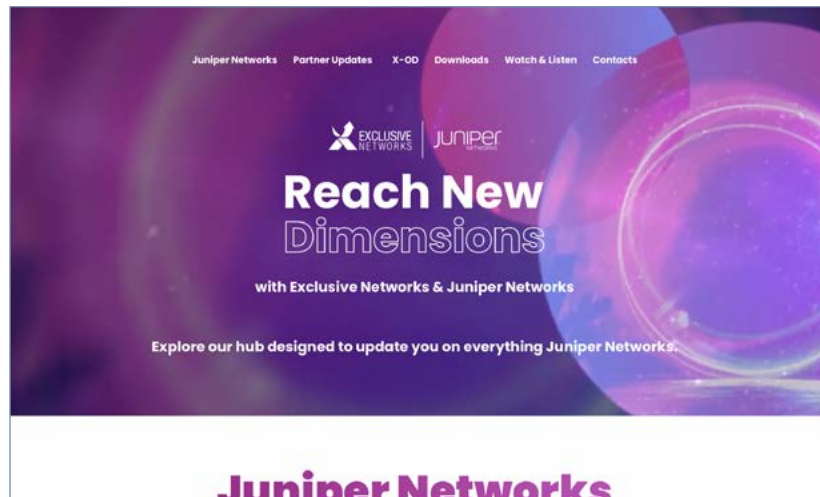 Juniper Networks Partner Updates X-OD Downloads Watch & Listen Contacts
EXCLUSIVE NETWORKS JUNIPER NETWORKS
Reach New
Dimensions
with Exclusive Networks & Juniper Networks
Explore our hub designed to update you on everything Juniper Networks.
Juniper Networks